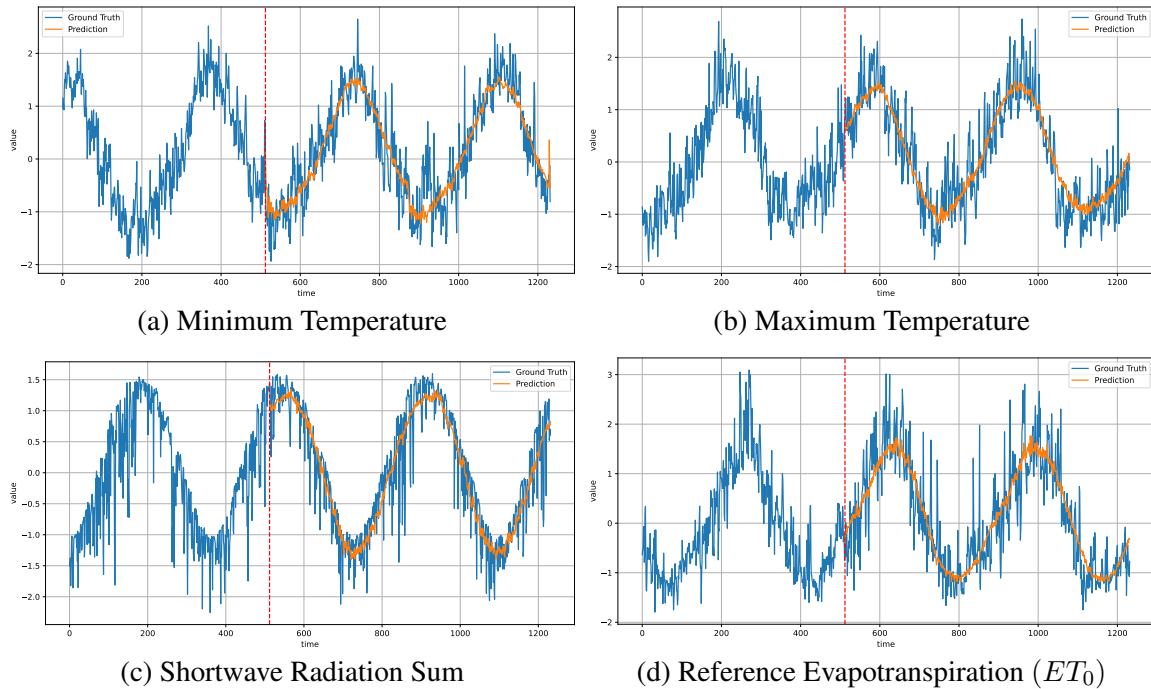 Ground Truth
Prediction
value
2
1
0
−1
−2
0 200 400 600 800 1000 1200
time
(a) Minimum Temperature
Ground Truth
Prediction
value
2
1
0
−1
−2
0 200 400 600 800 1000 1200
time
(b) Maximum Temperature
Ground Truth
Prediction
value
1.5
1.0
0.5
0.0
−0.5
−1.0
−1.5
−2.0
0 200 400 600 800 1000 1200
time
(c) Shortwave Radiation Sum
Ground Truth
Prediction
value
3
2
1
0
−1
−2
0 200 400 600 800 1000 1200
time
(d) Reference Evapotranspiration (ET₀)